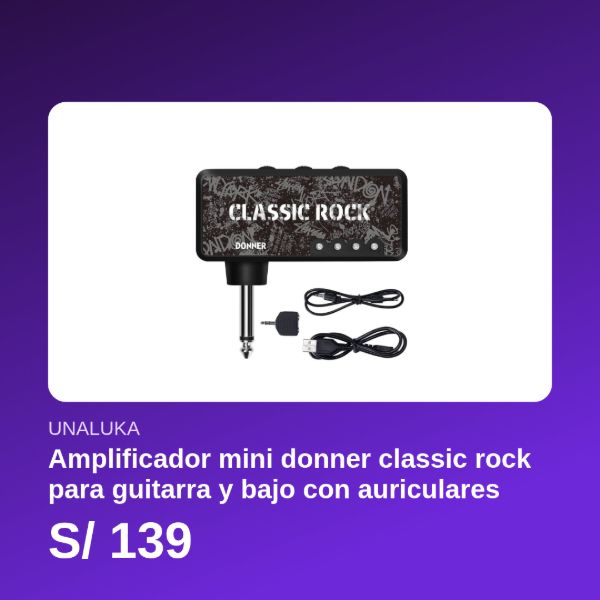 CLASSIC ROCK
DONNER
UNALUKA
Amplificador mini donner classic rock
para guitarra y bajo con auriculares
S/ 139